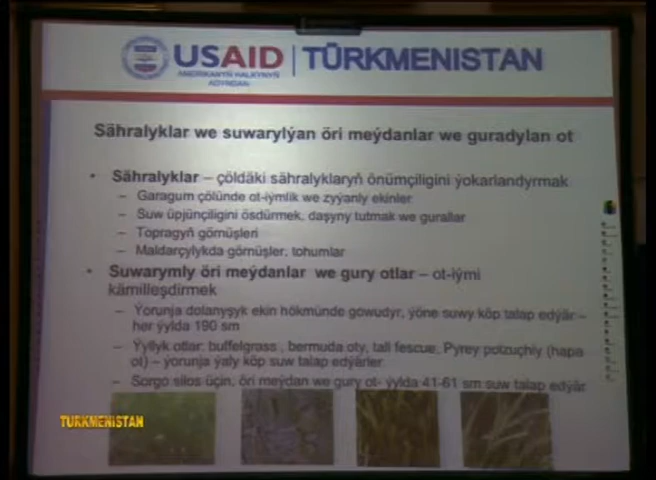 USAID | TÜRKMENISTAN
AMERIKANYŇ HALKYNYŇ
ADYNDAN
Sähralyklar we suwarylýan öri meýdanlar we guradylan ot
• Sähralyklar – çöldäki sähralyklaryň önümçiligini ýokarlandyrmak
– Garagum çölünde ot-iýmlik we zyýanly ekinler
– Suw üpjünçiligini ösdürmek, daşyny tutmak we gurallar
– Topragyň görnüşleri
– Maldarçylykda görnüşler, tohumlar
• Suwarymly öri meýdanlar we gury otlar – ot-iými
kämilleşdirmek
– Ýorunja dolanyşyk ekin hökmünde gowudyr, ýöne suwy köp talap edýär –
her ýylda 190 sm
– Ýyllyk otlar: buffelgrass , bermuda oty, tall fescue, Pyrey polzuçhiy (hapa
ot) – ýorunja ýaly köp suw talap edýärler
– Sorgo silos üçin, öri meýdan we gury ot- ýylda 41-61 sm suw talap edýär
TURKMENISTAN